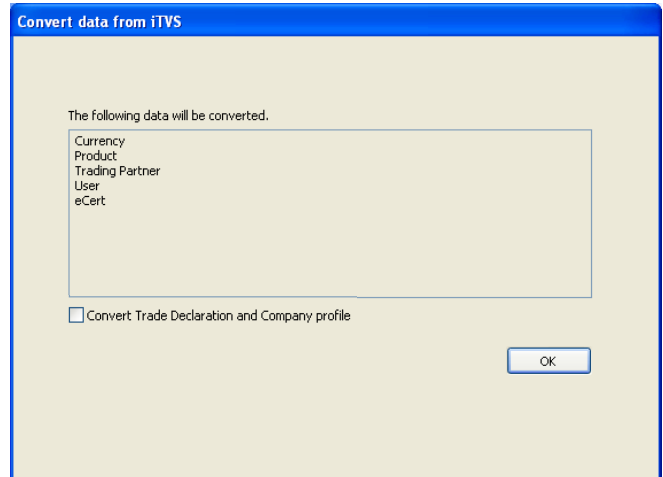 Convert data from iTVS
The following data will be converted.
Currency
Product
Trading Partner
User
eCert
Convert Trade Declaration and Company profile
OK